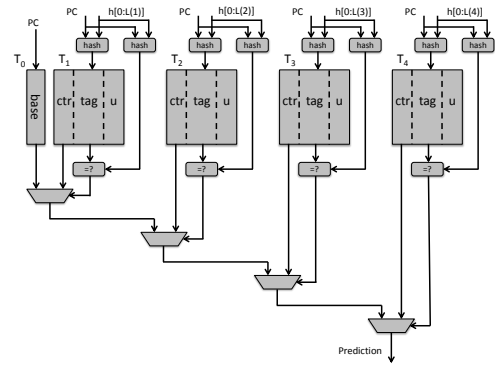 PC h[0:L(1)] PC h[0:L(2)] PC h[0:L(3)] PC h[0:L(4)]
PC
hash hash hash hash hash hash hash hash
T0 T1 T2 T3 T4
base ctr tag u ctr tag u ctr tag u ctr tag u
=? =? =? =?
Prediction